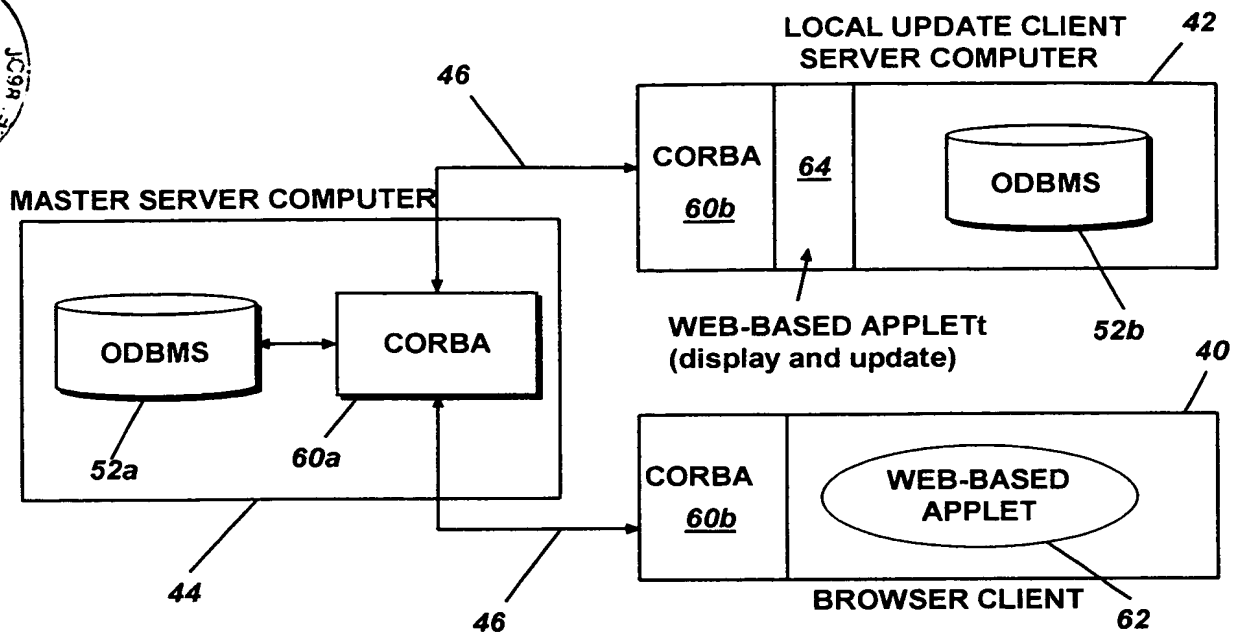 LOCAL UPDATE CLIENT
SERVER COMPUTER
42
46
CORBA
60b
64
ODBMS
MASTER SERVER COMPUTER
ODBMS
CORBA
WEB-BASED APPLETt
(display and update)
52b
40
52a
60a
CORBA
60b
WEB-BASED
APPLET
44
46
BROWSER CLIENT
62